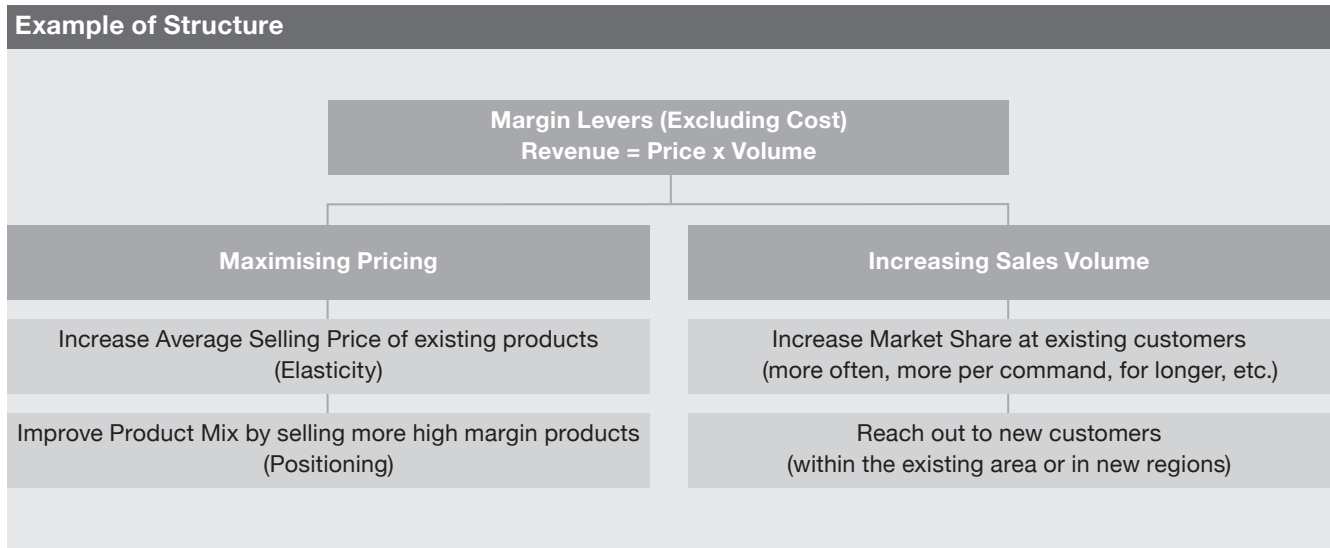 Example of Structure
Margin Levers (Excluding Cost)
Revenue = Price x Volume
Maximising Pricing
Increase Average Selling Price of existing products
(Elasticity)
Improve Product Mix by selling more high margin products
(Positioning)
Increasing Sales Volume
Increase Market Share at existing customers
(more often, more per command, for longer, etc.)
Reach out to new customers
(within the existing area or in new regions)